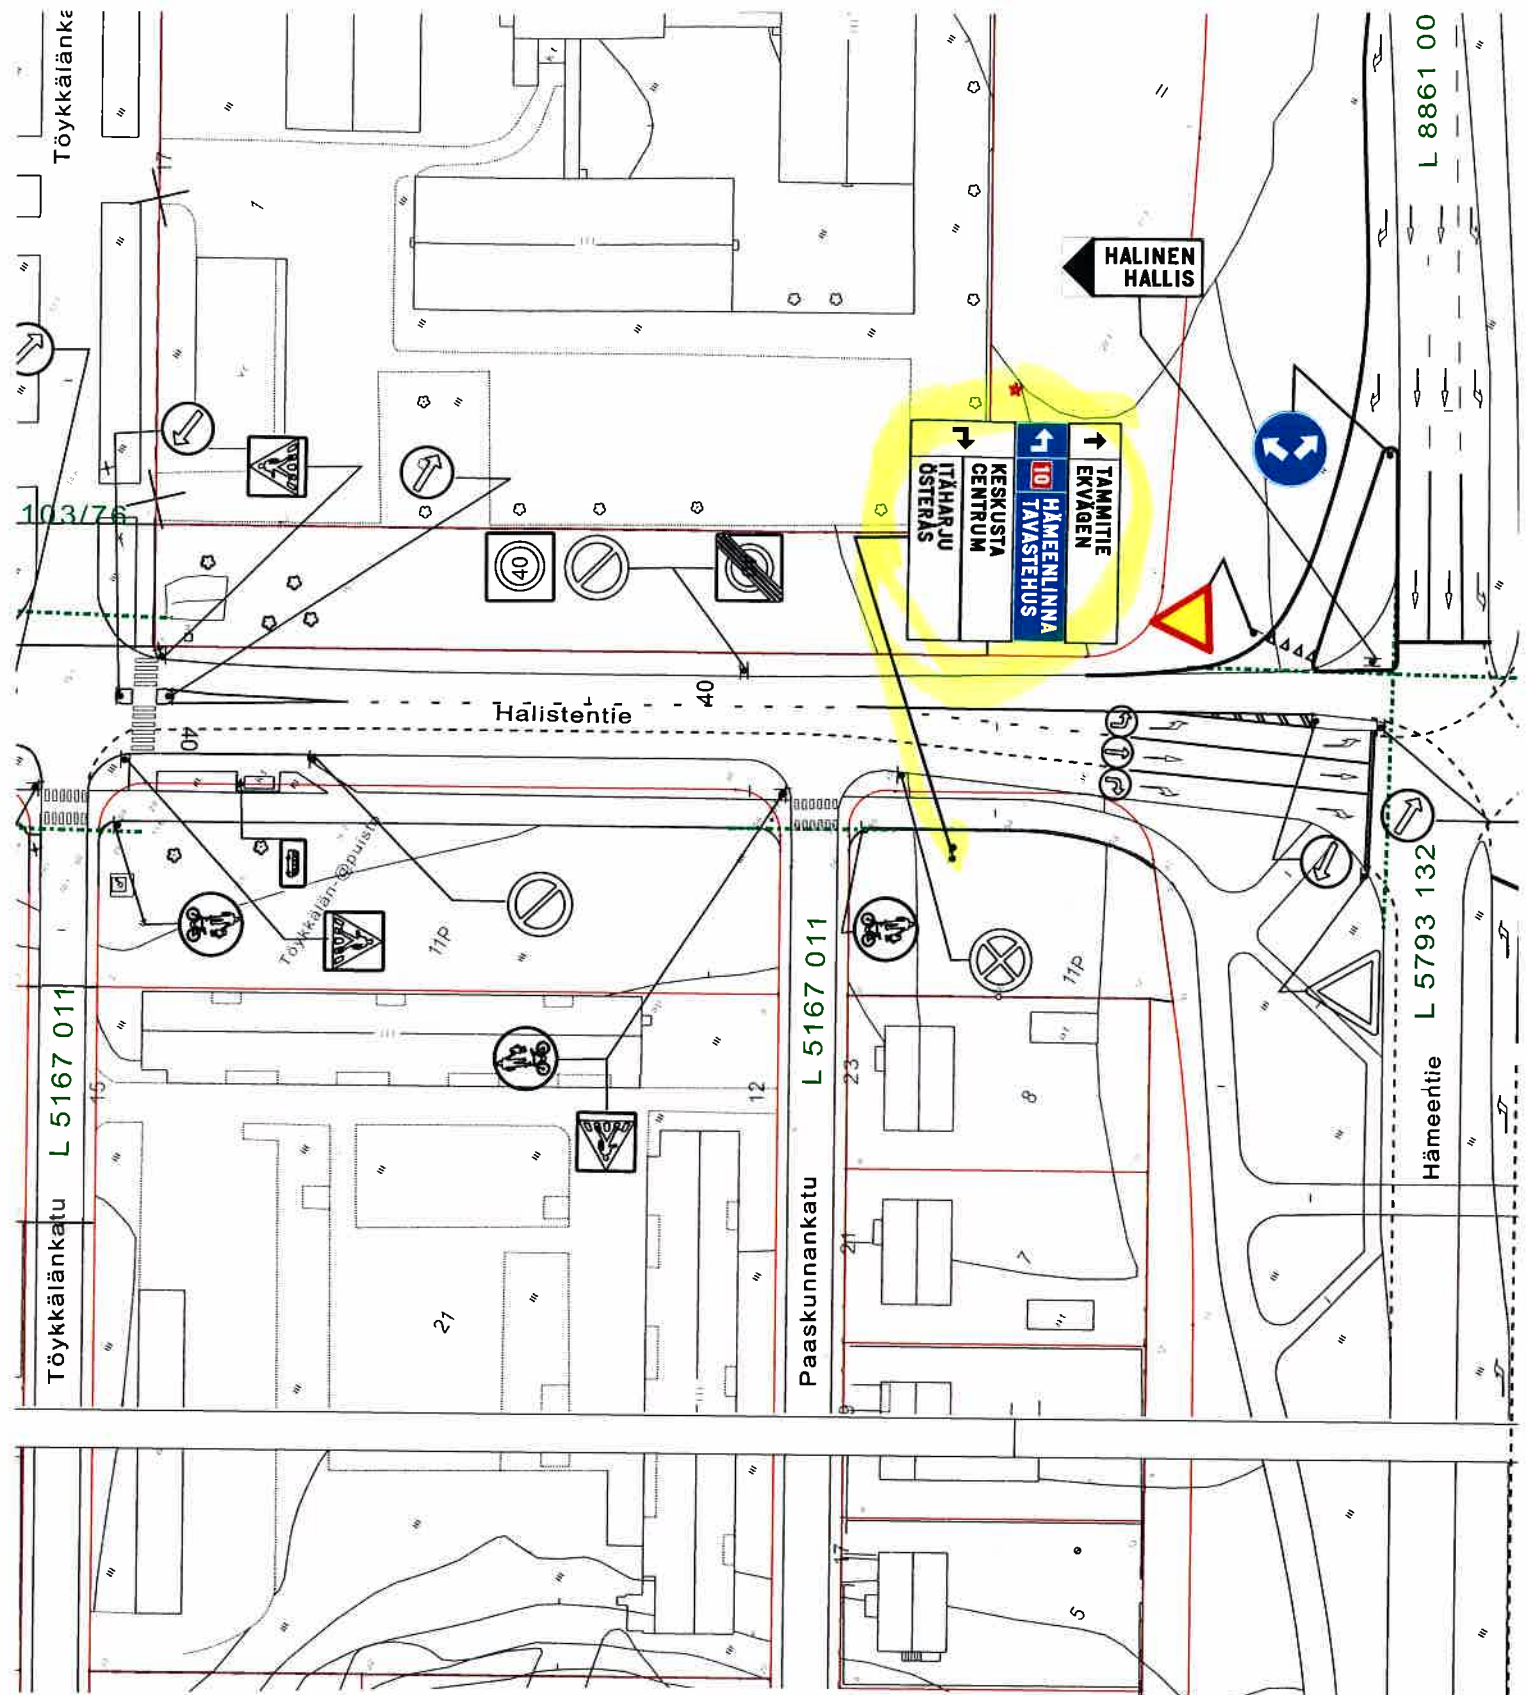 Töykkälänka
L 8861 00
17
1
HALINEN
HALLIS
TAMMITIE
EKVÄGEN
10 HÄMEENLINNA
TAVASTEHUS
KESKUSTA
CENTRUM
ITÄHARJU
ÖSTERÅS
103/76
40
40
Halistentie
40
Töykkälän-@puisto
11P
11P
L 5793 132
L 5167 011
L 5167 011
15
12
23
8
Hämeentie
Töykkälänkatu
Paaskunnankatu
21
7
21
9
17
5